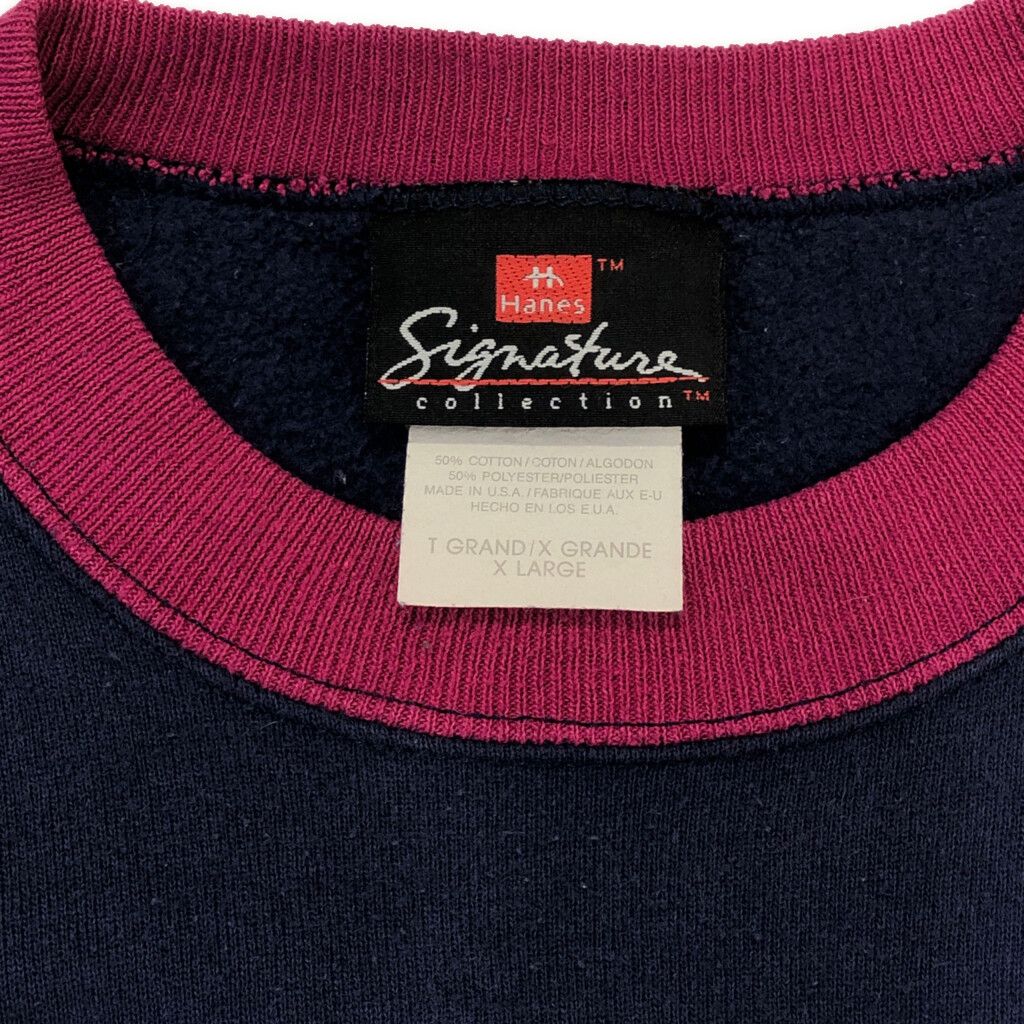 H TM
Hanes
Signature
collection TM
50% COTTON/COTON/ALGODON
50% POLYESTER/POLIESTER
MADE IN U.S.A./FABRIQUE AUX E-U
HECHO EN LOS E.U.A.
T GRAND/X GRANDE
X LARGE